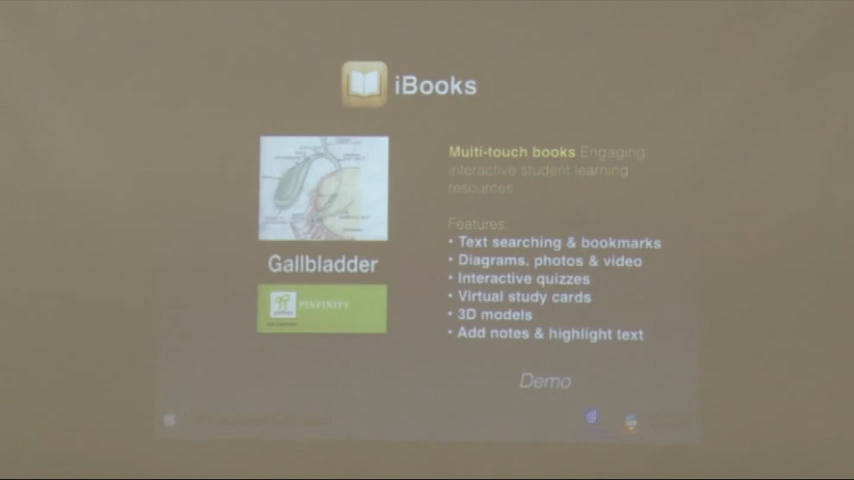 iBooks
Multi-touch books Engaging
interactive student learning
resources
Features:
• Text searching & bookmarks
• Diagrams, photos & video
• Interactive quizzes
• Virtual study cards
• 3D models
• Add notes & highlight text
Gallbladder
YINFINITY
Demo